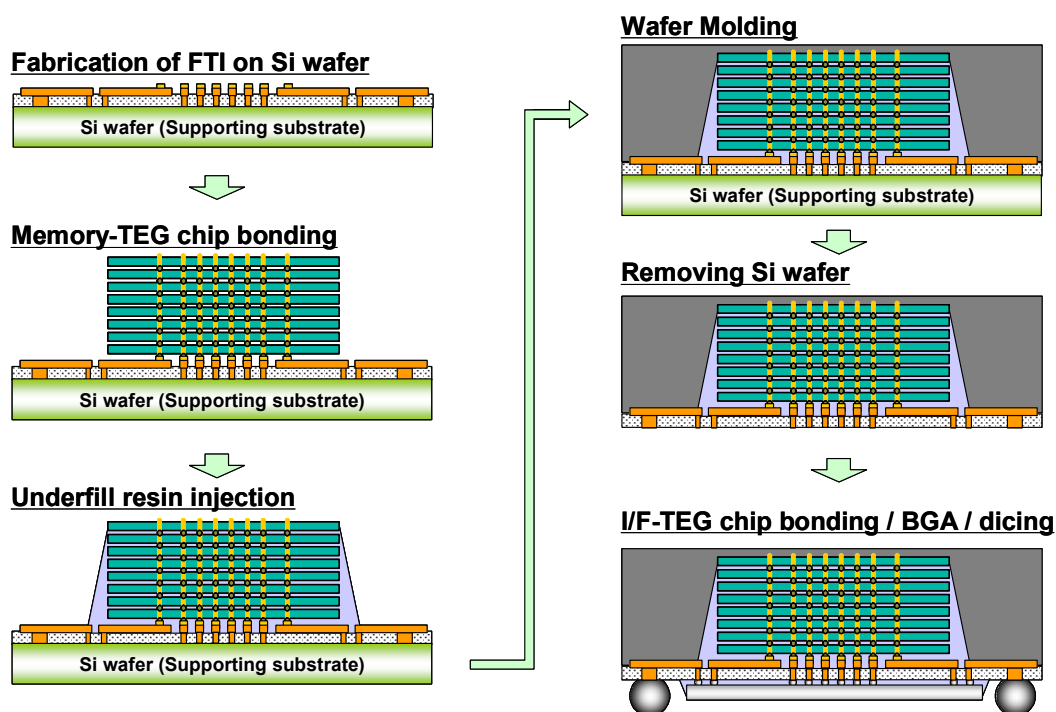 Fabrication of FTI on Si wafer
Si wafer (Supporting substrate)
Memory-TEG chip bonding
Si wafer (Supporting substrate)
Underfill resin injection
Si wafer (Supporting substrate)
Wafer Molding
Si wafer (Supporting substrate)
Removing Si wafer
I/F-TEG chip bonding / BGA / dicing